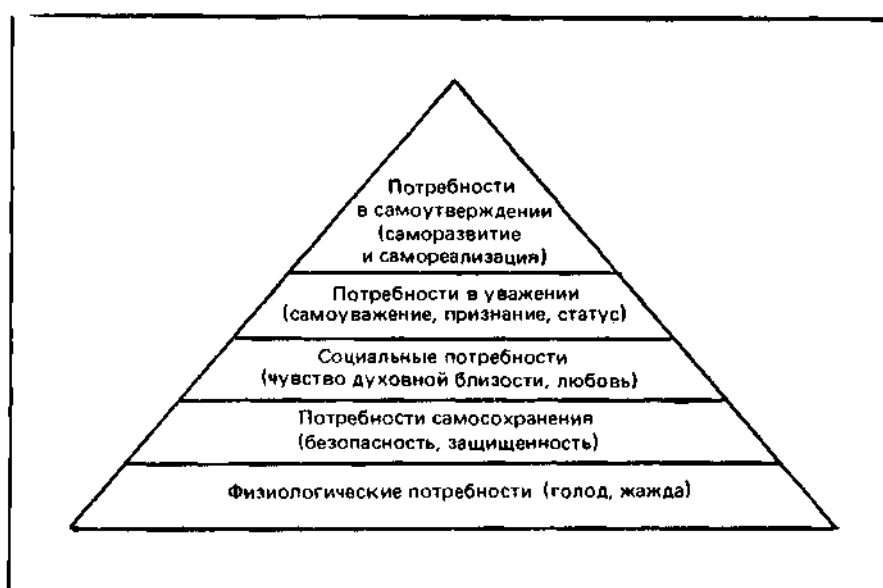 Потребности
в самоутверждении
(саморазвитие
и самореализация)
Потребности в уважении
(самоуважение, признание, статус)
Социальные потребности
(чувство духовной близости, любовь)
Потребности самосохранения
(безопасность, защищенность)
Физиологические потребности (голод, жажда)